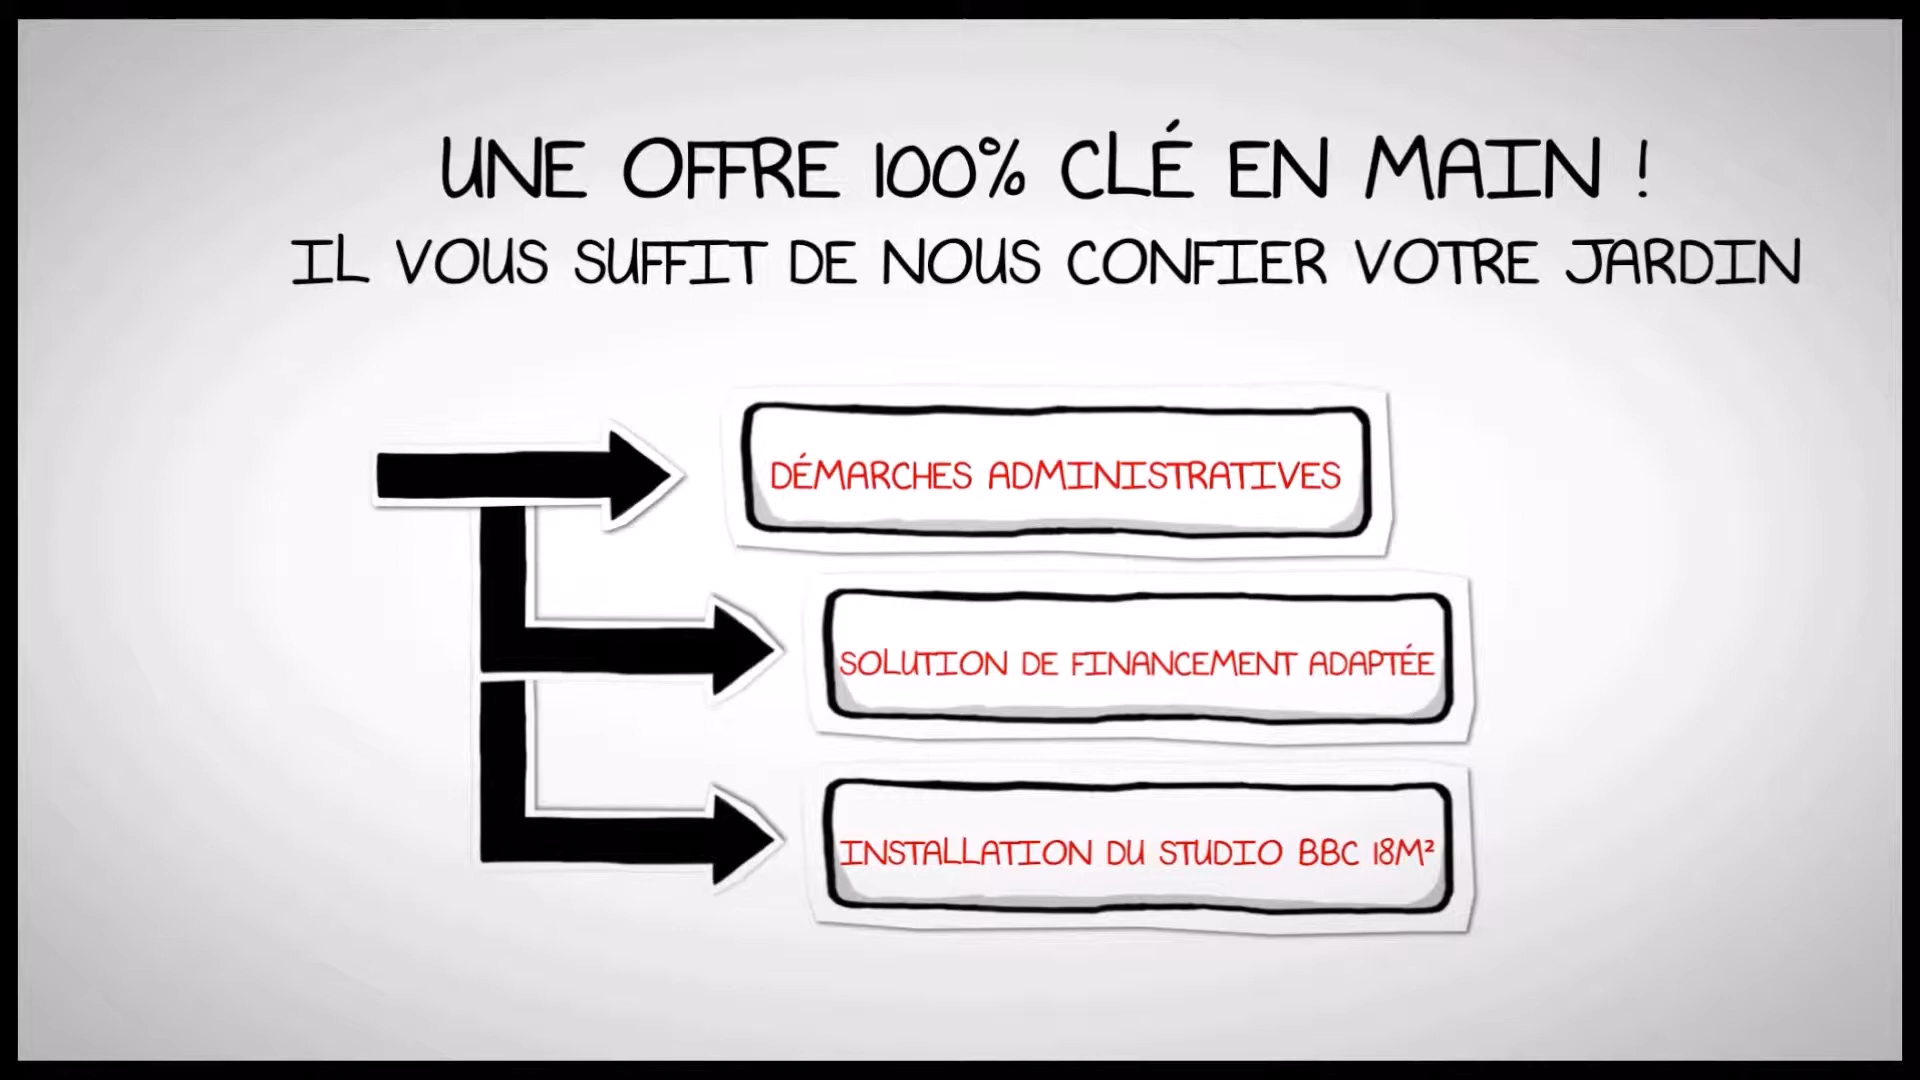 UNE OFFRE 100% CLÉ EN MAIN !
IL VOUS SUFFIT DE NOUS CONFIER VOTRE JARDIN
DÉMARCHES ADMINISTRATIVES
SOLUTION DE FINANCEMENT ADAPTÉE
INSTALLATION DU STUDIO BBC 18M²